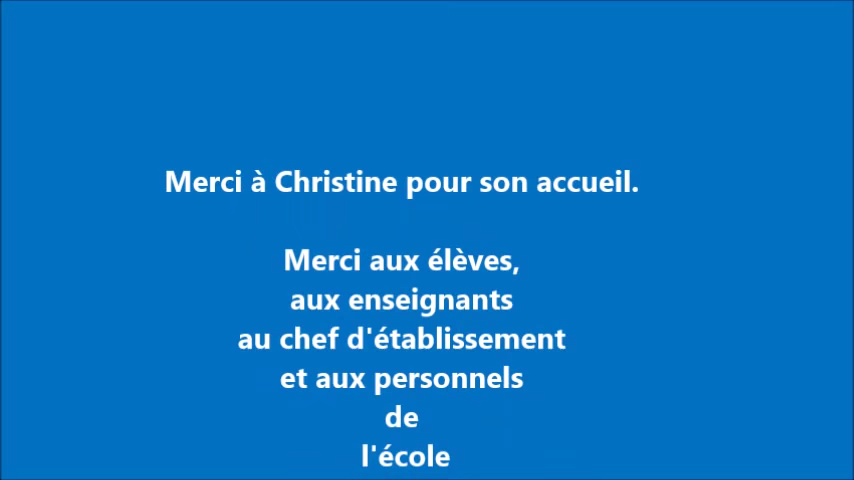 Merci à Christine pour son accueil.
Merci aux élèves,
aux enseignants
au chef d'établissement
et aux personnels
de
l'école